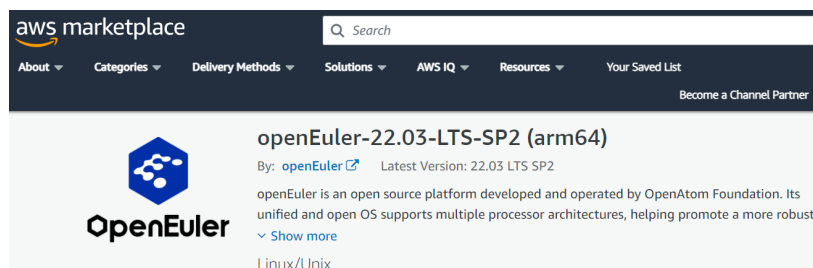 aws marketplace
Search
About Categories Delivery Methods Solutions AWS IQ Resources Your Saved List
Become a Channel Partner
openEuler-22.03-LTS-SP2 (arm64)
By: openEuler Latest Version: 22.03 LTS SP2
openEuler is an open source platform developed and operated by OpenAtom Foundation. Its
unified and open OS supports multiple processor architectures, helping promote a more robust
Show more
OpenEuler
Linux/Unix